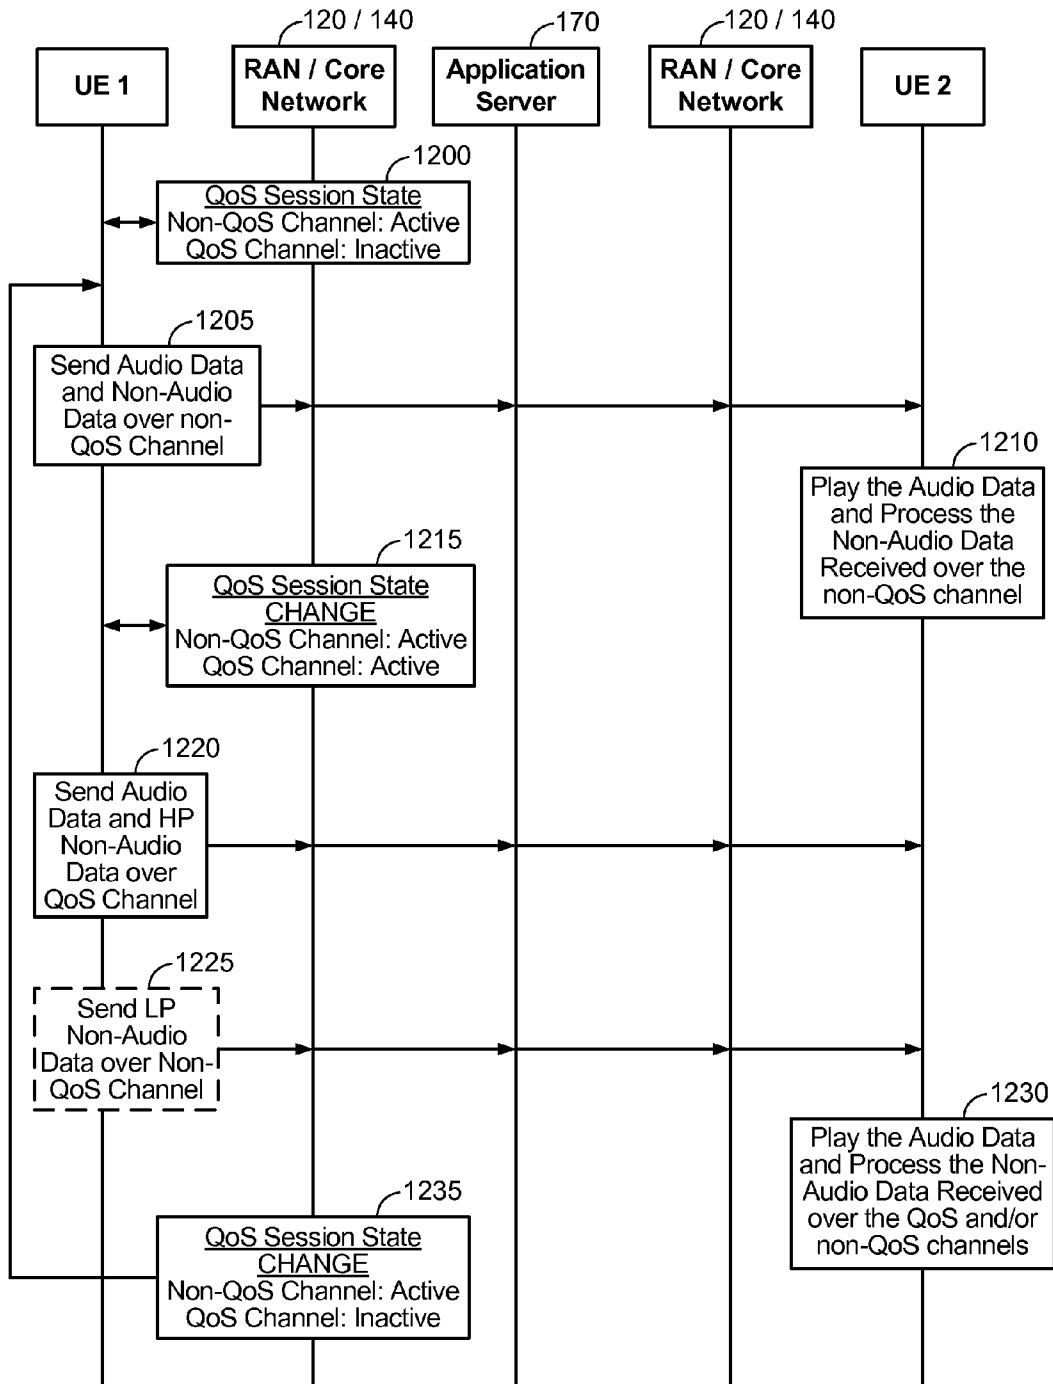 120 / 140
170
120 / 140
UE 1
RAN / Core
Network
Application
Server
RAN / Core
Network
UE 2
1200
QoS Session State
Non-QoS Channel: Active
QoS Channel: Inactive
1205
Send Audio Data
and Non-Audio
Data over non-
QoS Channel
1210
Play the Audio Data
and Process the
Non-Audio Data
Received over the
non-QoS channel
1215
QoS Session State
CHANGE
Non-QoS Channel: Active
QoS Channel: Active
1220
Send Audio
Data and HP
Non-Audio
Data over
QoS Channel
1225
Send LP
Non-Audio
Data over Non-
QoS Channel
1230
Play the Audio Data
and Process the Non-
Audio Data Received
over the QoS and/or
non-QoS channels
1235
QoS Session State
CHANGE
Non-QoS Channel: Active
QoS Channel: Inactive